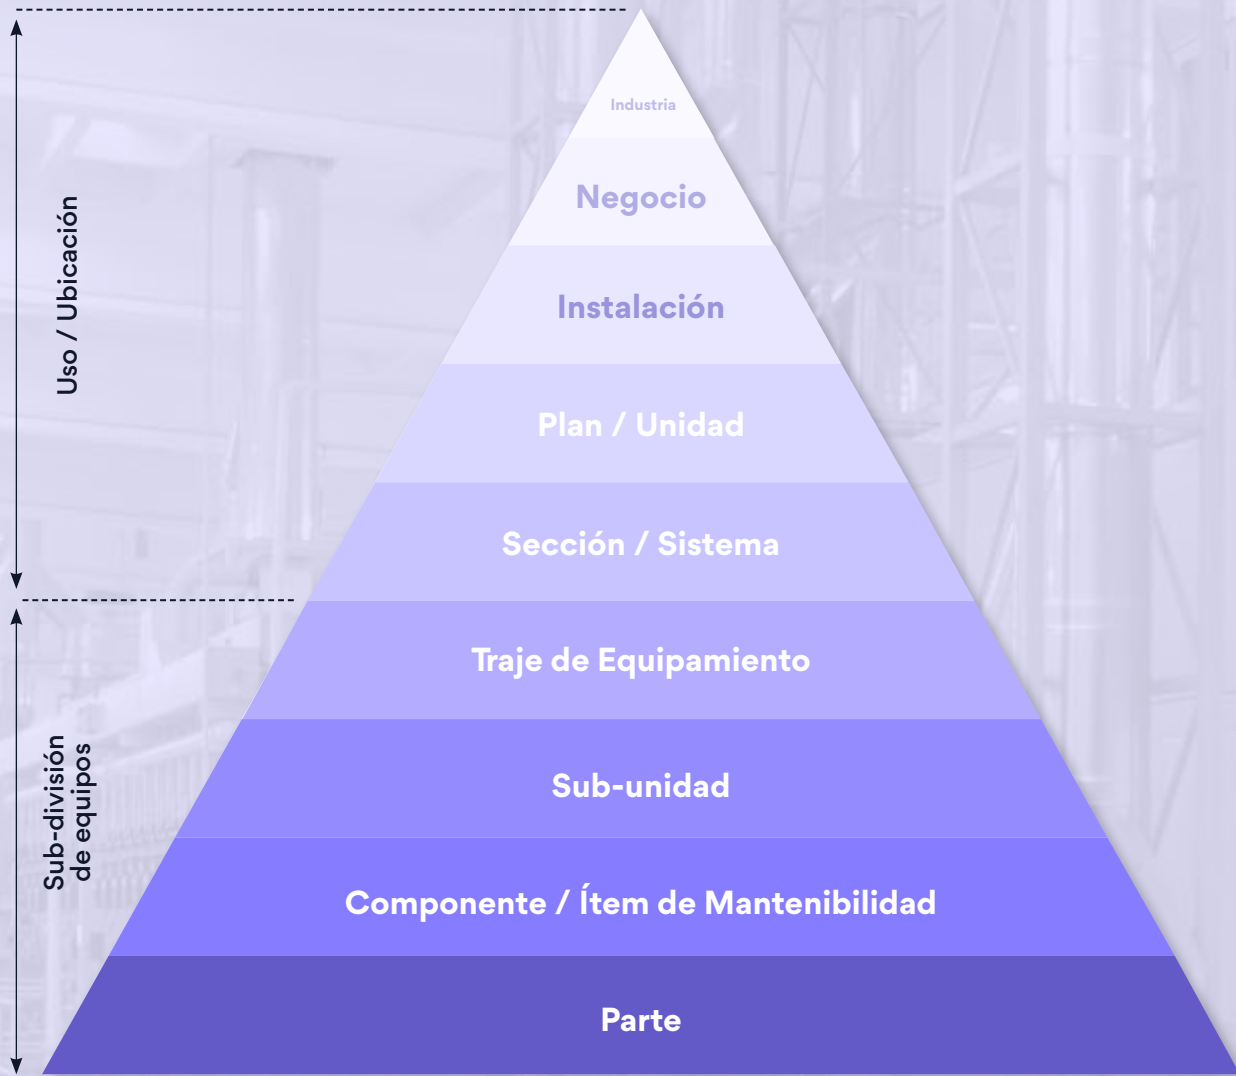 Industria
Negocio
Instalación
Plan / Unidad
Sección / Sistema
Traje de Equipamiento
Sub-unidad
Componente / Ítem de Mantenibilidad
Parte
Uso / Ubicación
Sub-división
de equipos